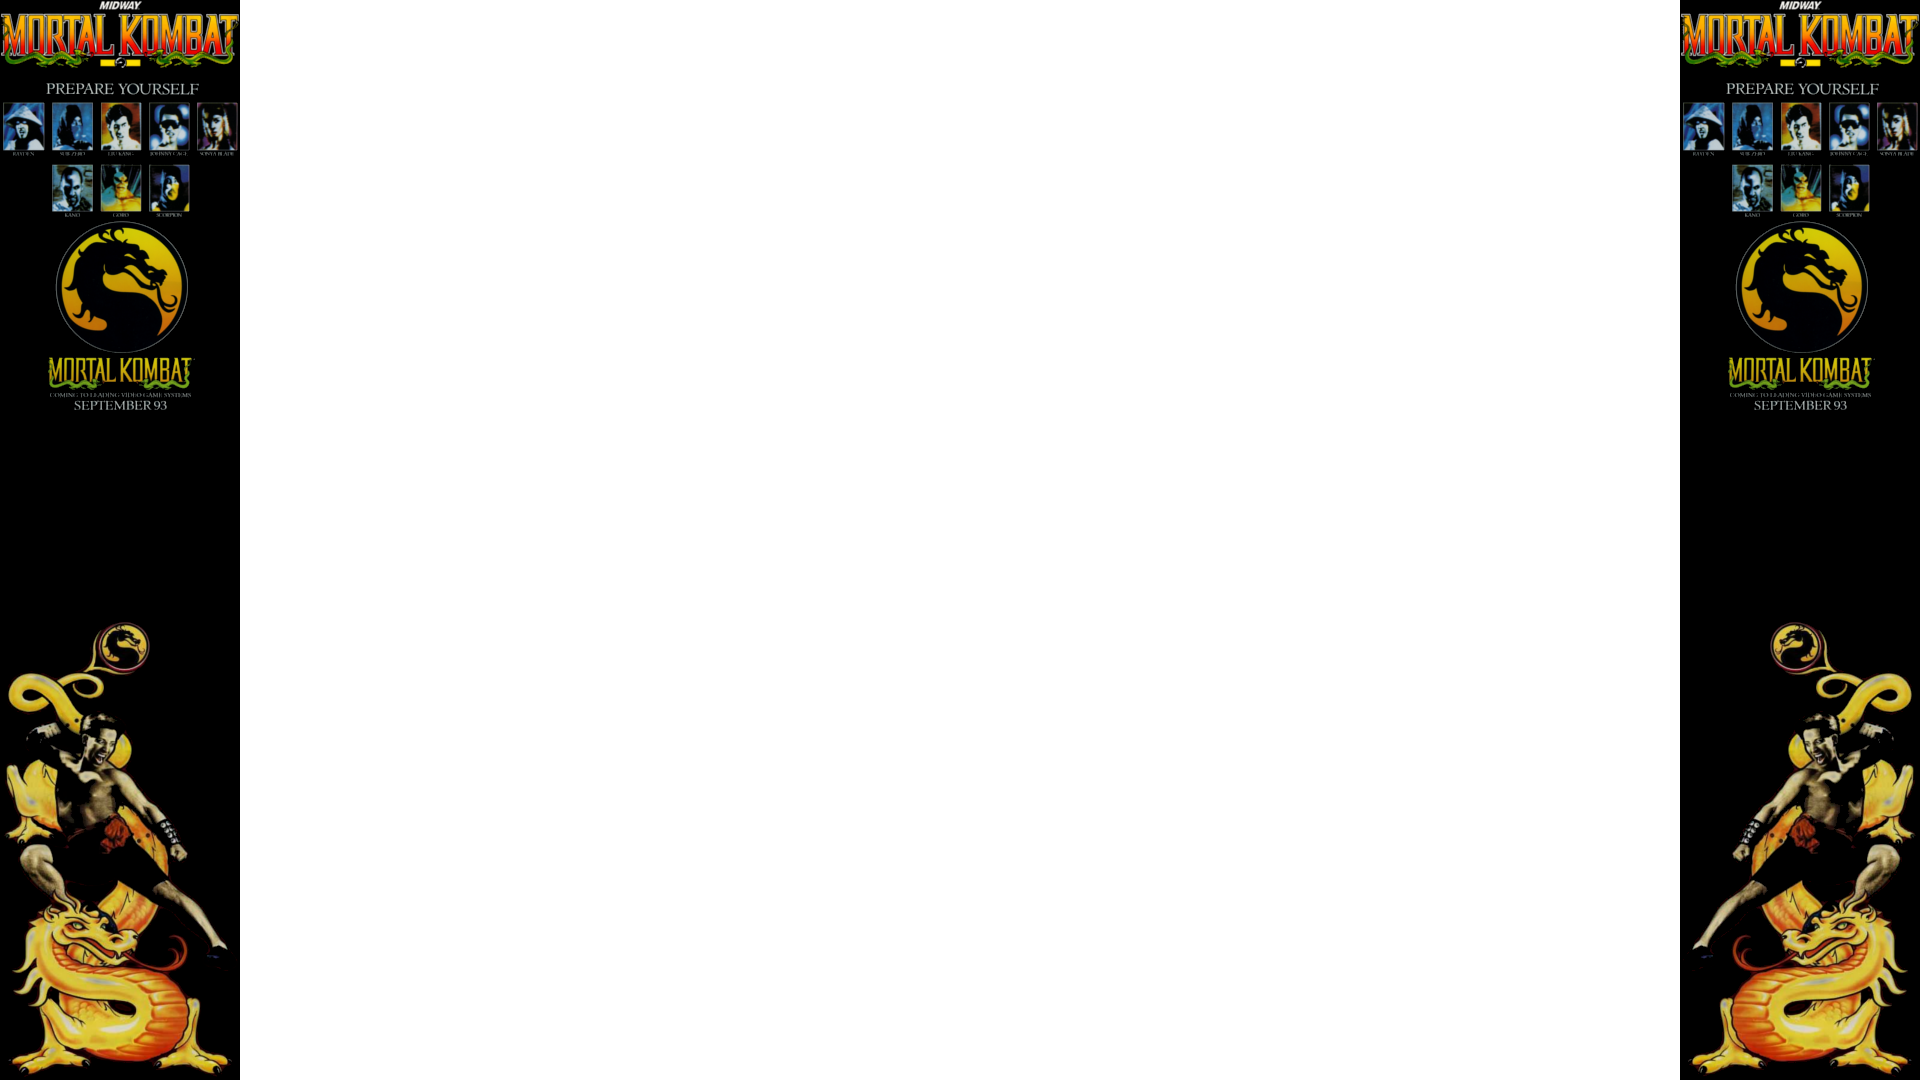 MIDWAY
MORTAL KOMBAT
PREPARE YOURSELF
RAYDEN SUB-ZERO LIU KANG JOHNNY CAGE SONYA BLADE
KANO GORO SCORPION
MORTAL KOMBAT
COMING TO LEADING VIDEO GAME SYSTEMS
SEPTEMBER 93
MIDWAY
MORTAL KOMBAT
PREPARE YOURSELF
RAYDEN SUB-ZERO LIU KANG JOHNNY CAGE SONYA BLADE
KANO GORO SCORPION
MORTAL KOMBAT
COMING TO LEADING VIDEO GAME SYSTEMS
SEPTEMBER 93